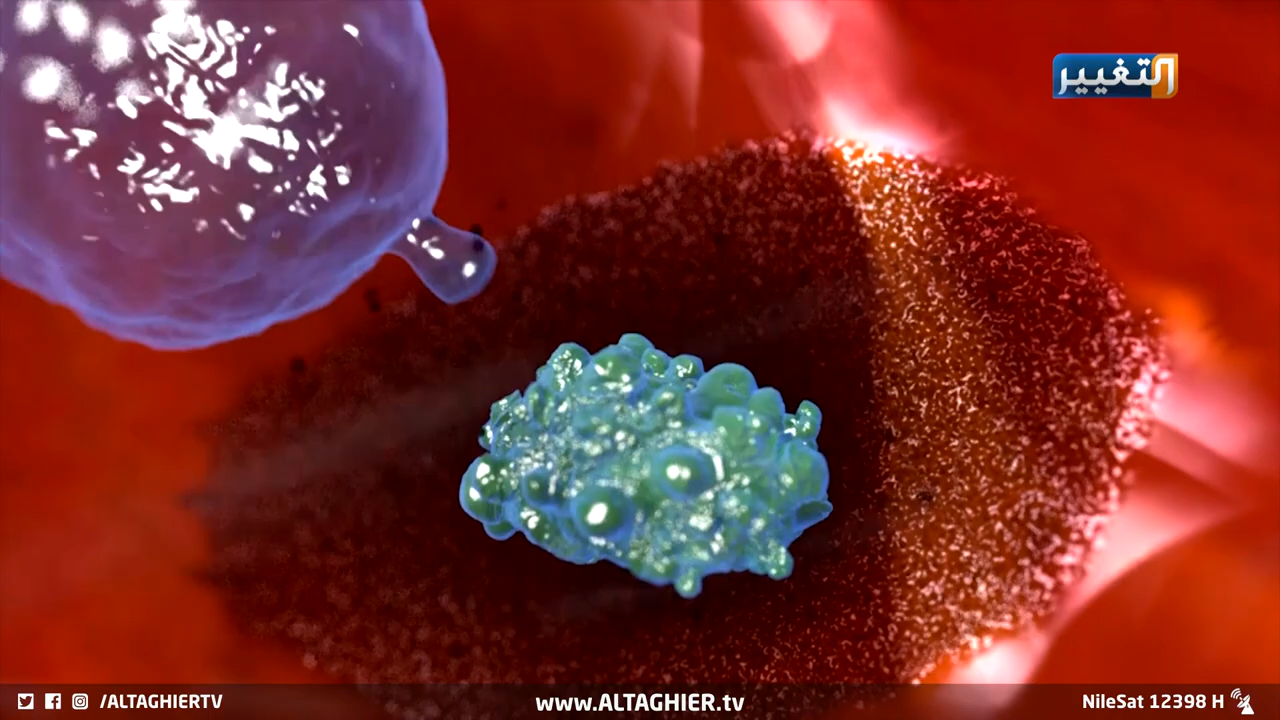 التغيير
/ALTAGHIERTV
www.ALTAGHIER.tv
NileSat 12398 H